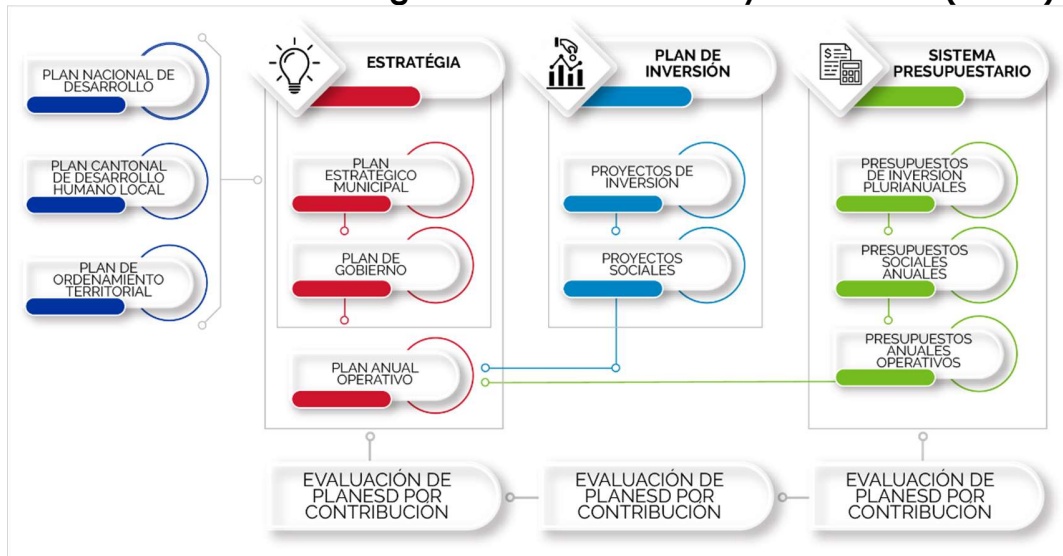 PLAN NACIONAL DE
DESARROLLO
PLAN CANTONAL
DE DESARROLLO
HUMANO LOCAL
PLAN DE
ORDENAMIENTO
TERRITORIAL
ESTRATÉGIA
PLAN
ESTRATÉGICO
MUNICIPAL
PLAN DE
GOBIERNO
PLAN ANUAL
OPERATIVO
PLAN DE
INVERSIÓN
PROYECTOS DE
INVERSIÓN
PROYECTOS
SOCIALES
SISTEMA
PRESUPUESTARIO
PRESUPUESTOS
DE INVERSIÓN
PLURIANUALES
PRESUPUESTOS
SOCIALES
ANUALES
PRESUPUESTOS
ANUALES
OPERATIVOS
EVALUACIÓN DE
PLANESD POR
CONTRIBUCIÓN
EVALUACIÓN DE
PLANESD POR
CONTRIBUCIÓN
EVALUACIÓN DE
PLANESD POR
CONTRIBUCIÓN